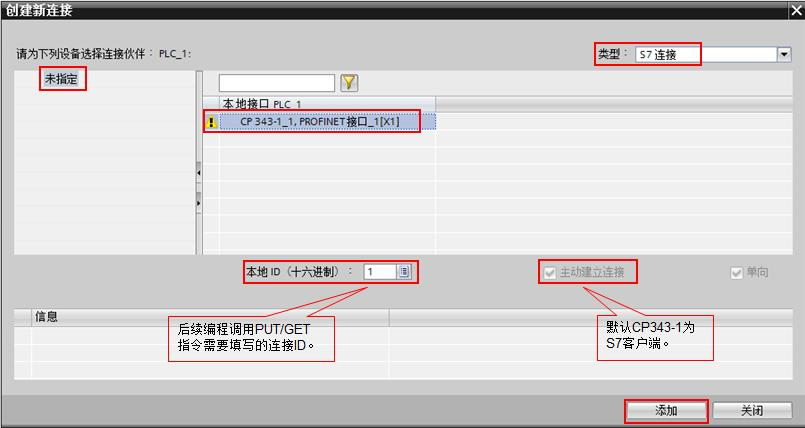 创建新连接
请为下列设备选择连接伙伴： PLC_1:
类型：
S7 连接
未指定
本地接口 PLC_1
CP 343-1_1, PROFINET接口_1[X1]
本地 ID（十六进制）：
1
主动建立连接
单向
信息
后续编程调用PUT/GET
指令需要填写的连接ID。
默认CP343-1为
S7客户端。
添加
关闭